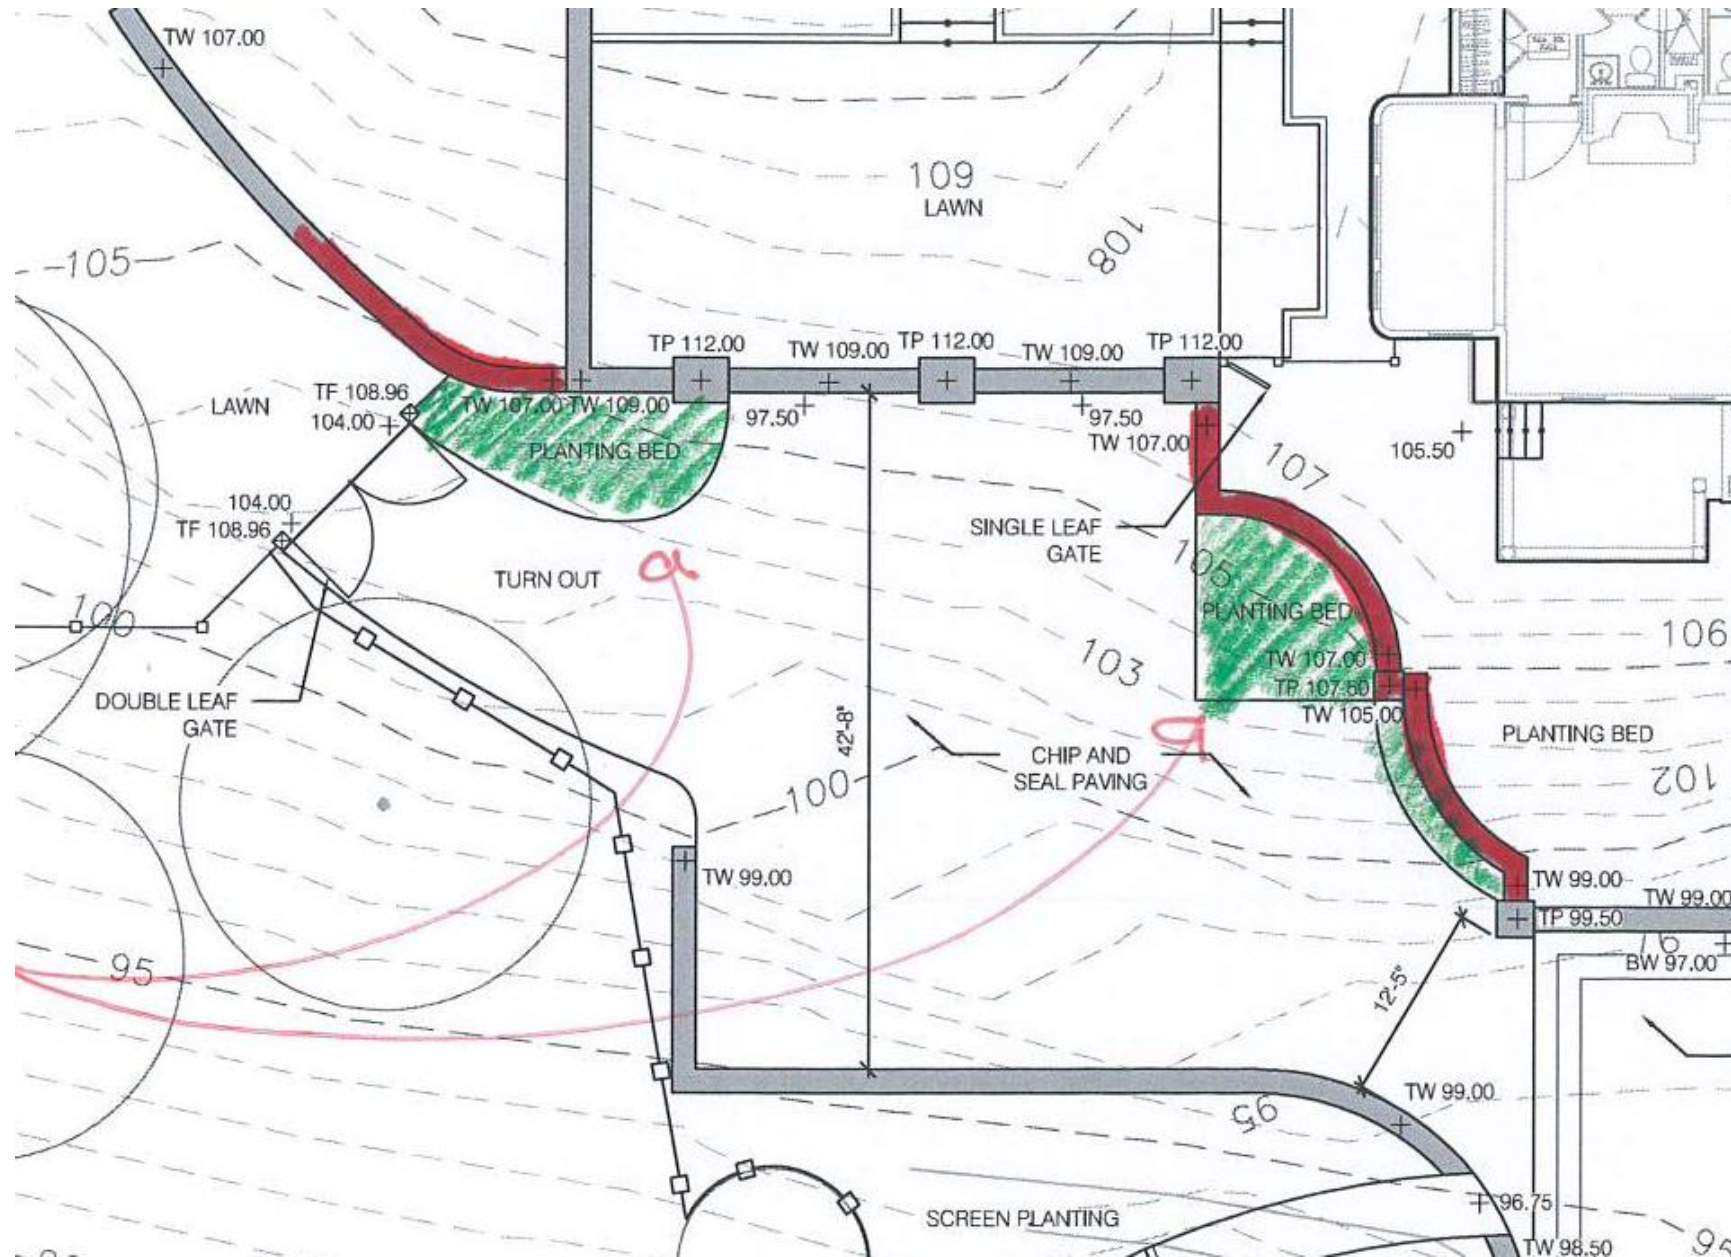 TW 107.00
109
LAWN
108
105
TP 112.00
TW 109.00
TP 112.00
TW 109.00
TP 112.00
LAWN
TF 108.96
104.00
TW 107.00
TW 109.00
97.50
97.50
TW 107.00
107
105.50
PLANTING BED
104.00
TF 108.96
SINGLE LEAF
GATE
105
TURN OUT
a
100
PLANTING BED
106
TW 107.00
103
TP 107.50
DOUBLE LEAF
GATE
TW 105.00
42'-8"
a
CHIP AND
SEAL PAVING
PLANTING BED
102
100
TW 99.00
TW 99.00
TW 99.00
TP 99.50
97
BW 97.00
95
12'-5"
TW 99.00
95
96.75
SCREEN PLANTING
TW 98.50